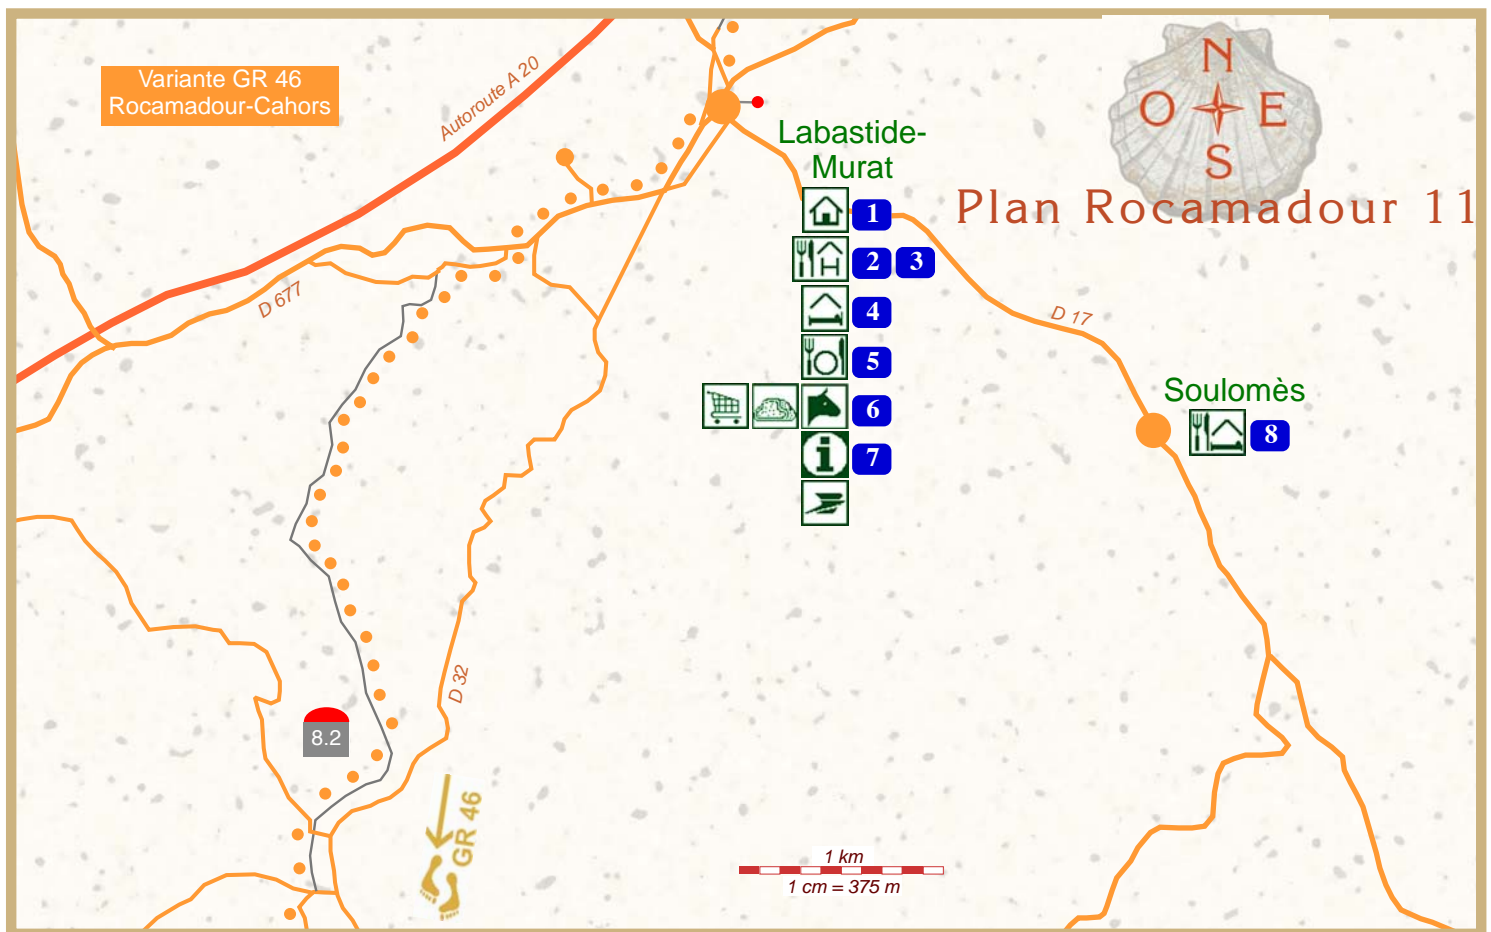 Variante GR 46
Rocamadour-Cahors
Autoroute A 20
N
O E
S
Plan Rocamadour 11
Labastide-
Murat
1
2 3
4
5
6
7
D 677
D 17
Soulomès
8
D 32
8.2
GR 46
1 km
1 cm = 375 m